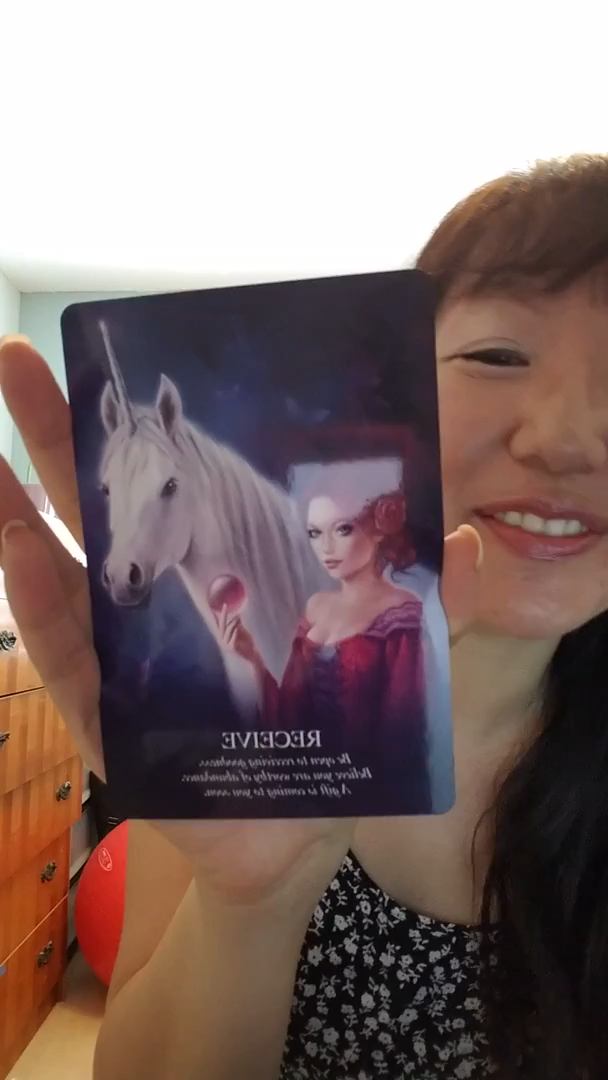 RECEIVE
Be open to receiving goodness.
Believe you are worthy of abundance.
A gift is coming to you soon.